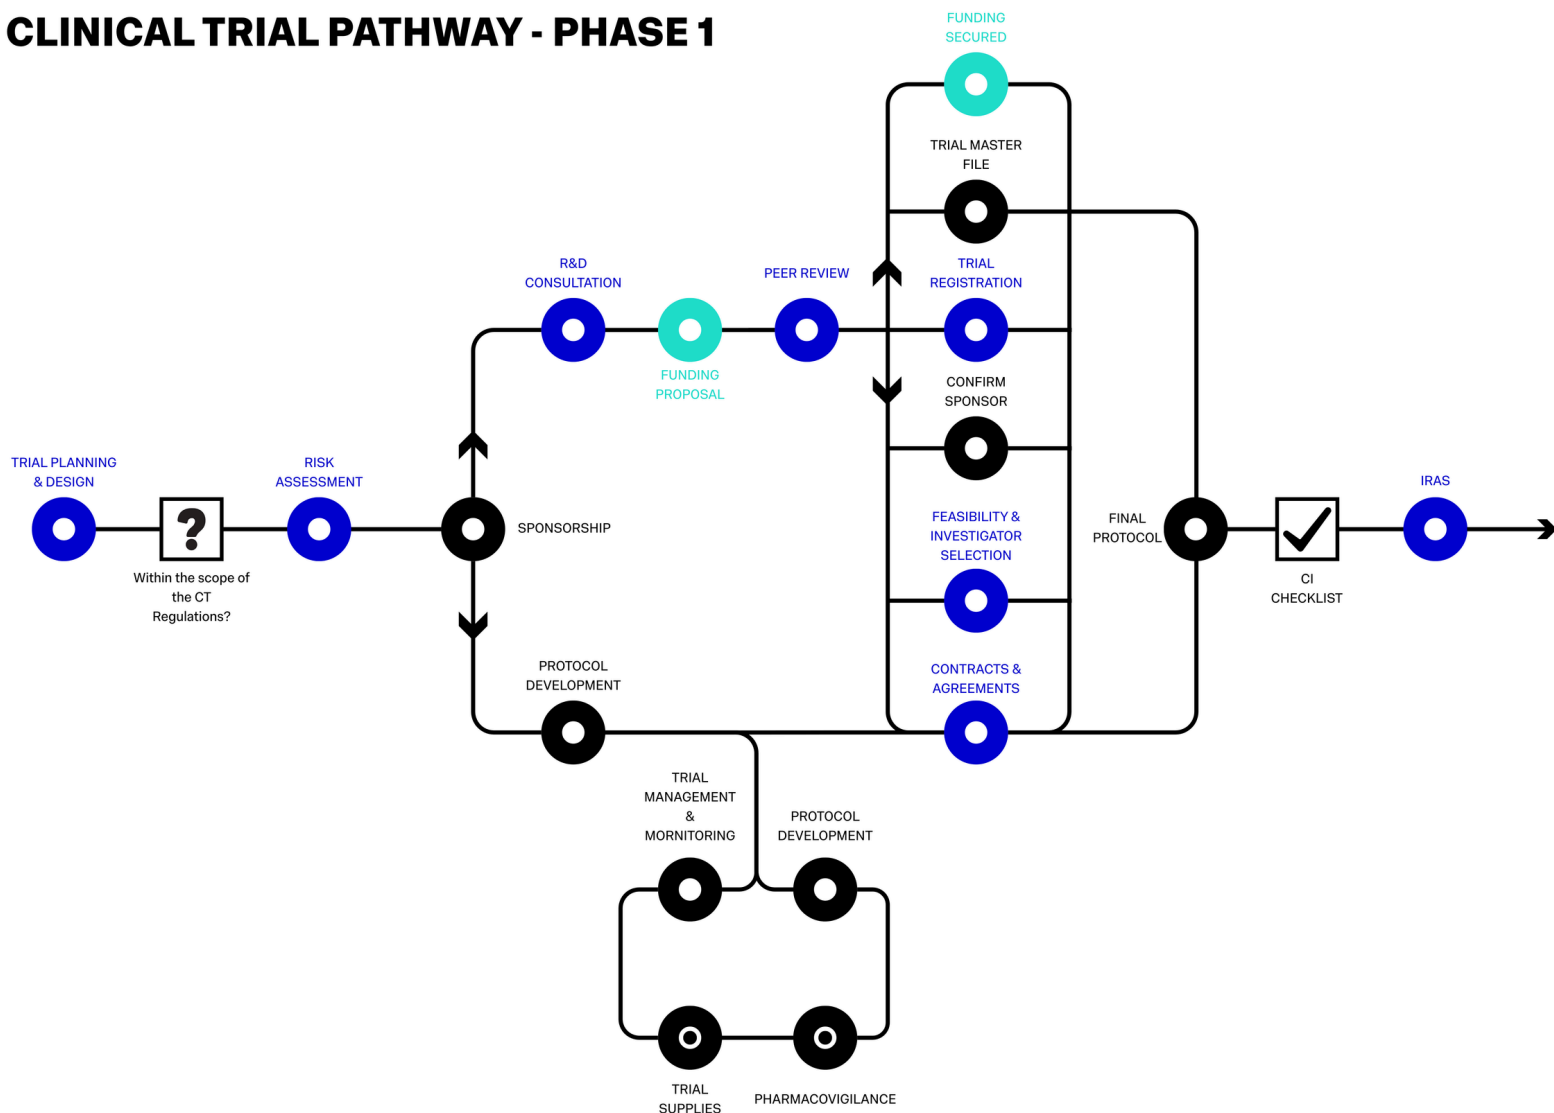 CLINICAL TRIAL PATHWAY - PHASE 1
FUNDING
SECURED
TRIAL MASTER
FILE
R&D
CONSULTATION
PEER REVIEW
TRIAL
REGISTRATION
FUNDING
PROPOSAL
CONFIRM
SPONSOR
TRIAL PLANNING
& DESIGN
?
Within the scope of
the CT
Regulations?
RISK
ASSESSMENT
SPONSORSHIP
FEASIBILITY &
INVESTIGATOR
SELECTION
FINAL
PROTOCOL
CI
CHECKLIST
IRAS
PROTOCOL
DEVELOPMENT
CONTRACTS &
AGREEMENTS
TRIAL
MANAGEMENT
&
MORNITORING
PROTOCOL
DEVELOPMENT
TRIAL
SUPPLIES
PHARMACOVIGILANCE